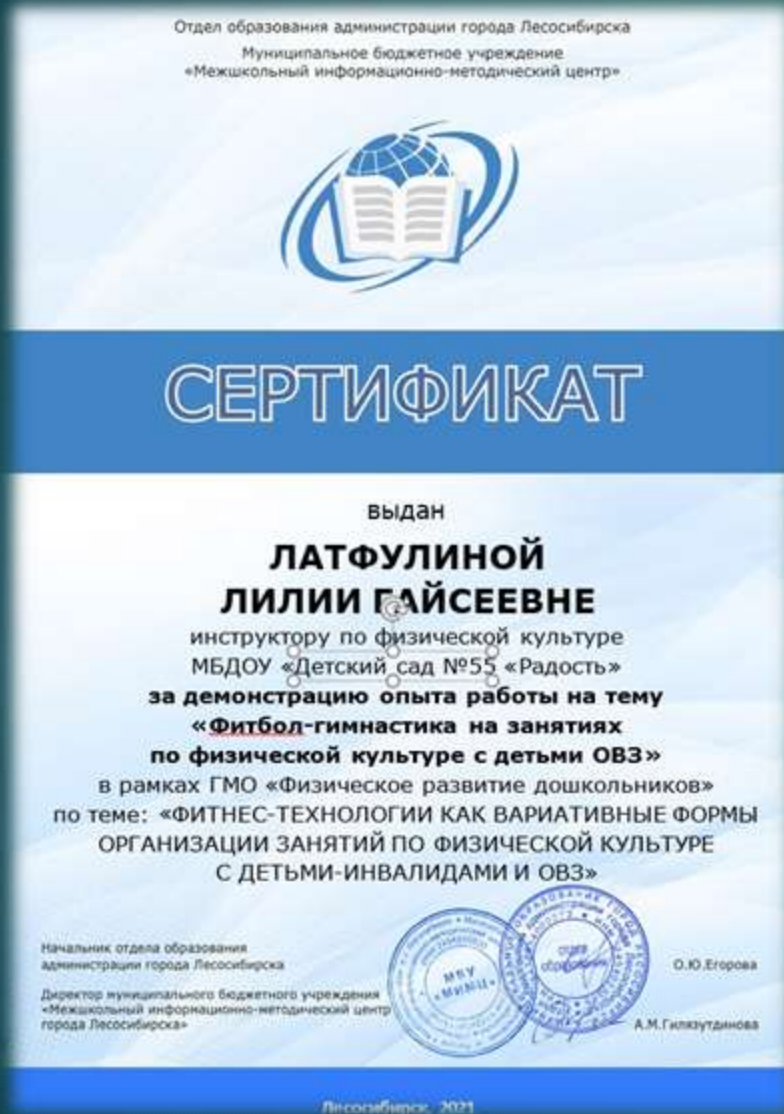 Отдел образования администрации города Лесосибирска
Муниципальное бюджетное учреждение
«Межшкольный информационно-методический центр»
СЕРТИФИКАТ
выдан
ЛАТФУЛИНОЙ
ЛИЛИИ ГАЙСЕЕВНЕ
инструктору по физической культуре
МБДОУ «Детский сад №55 «Радость»
за демонстрацию опыта работы на тему
«Фитбол-гимнастика на занятиях
по физической культуре с детьми ОВЗ»
в рамках ГМО «Физическое развитие дошкольников»
по теме: «ФИТНЕС-ТЕХНОЛОГИИ КАК ВАРИАТИВНЫЕ ФОРМЫ
ОРГАНИЗАЦИИ ЗАНЯТИЙ ПО ФИЗИЧЕСКОЙ КУЛЬТУРЕ
С ДЕТЬМИ-ИНВАЛИДАМИ И ОВЗ»
Начальник отдела образования
администрации города Лесосибирска
О.Ю.Егорова
Директор муниципального бюджетного учреждения
«Межшкольный информационно-методический центр
города Лесосибирска»
А.М.Гилязутдинова
МБУ
«МИМЦ»
отдел
образования
Лесосибирск, 2021